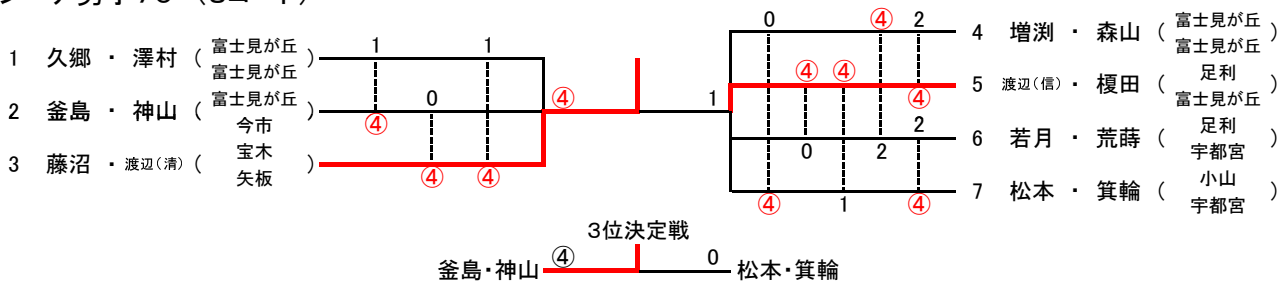 0 ④ 2
4 増渕 ・ 森山 ( 富士見が丘 富士見が丘 )
1 久郷 ・ 澤村 ( 富士見が丘 富士見が丘 )
1 1
④ ④
5 渡辺(信) ・ 榎田 ( 足利 富士見が丘 )
2 釜島 ・ 神山 ( 富士見が丘 今市 )
0 ④ 1 ④
④ 2
6 若月 ・ 荒蒔 ( 足利 宇都宮 )
3 藤沼 ・ 渡辺(清) ( 宝木 矢板 )
0 2
④ ④
7 松本 ・ 箕輪 ( 小山 宇都宮 )
④ 1 ④
3位決定戦
釜島・神山 ④ 0 松本・箕輪